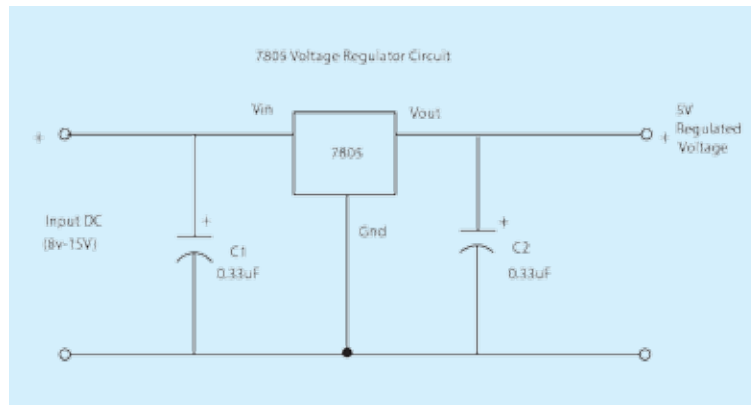 7805 Voltage Regulator Circuit
Vin
Vout
5V
Regulated
Voltage
+
+
7805
Input DC
(8v-15V)
+
C1
0.33uF
Gnd
+
C2
0.33uF